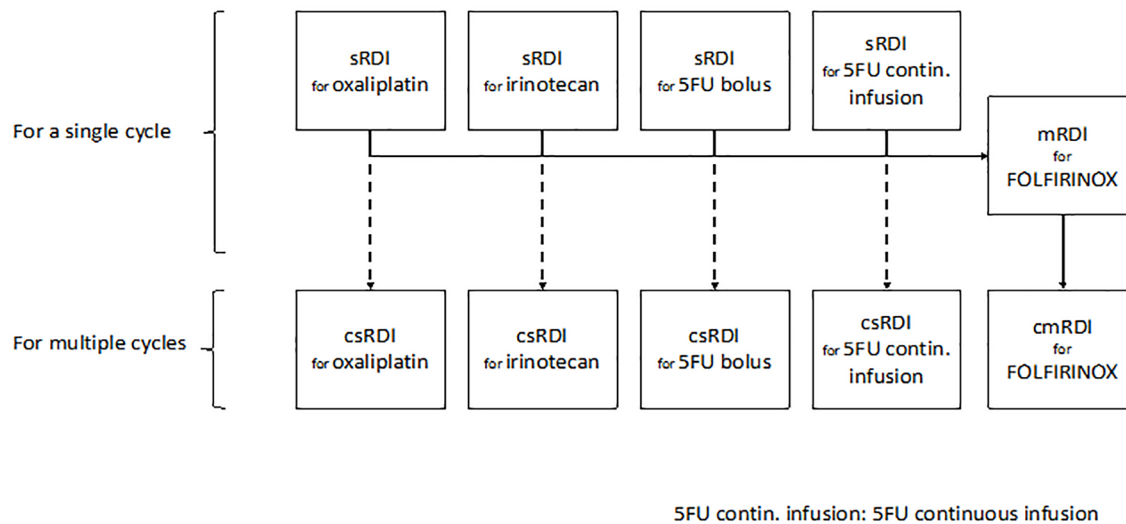 sRDI
for oxaliplatin
sRDI
for irinotecan
sRDI
for 5FU bolus
sRDI
for 5FU contin.
infusion
For a single cycle
mRDI
for
FOLFIRINOX
For multiple cycles
csRDI
for oxaliplatin
csRDI
for irinotecan
csRDI
for 5FU bolus
csRDI
for 5FU contin.
infusion
cmRDI
for
FOLFIRINOX
5FU contin. infusion: 5FU continuous infusion